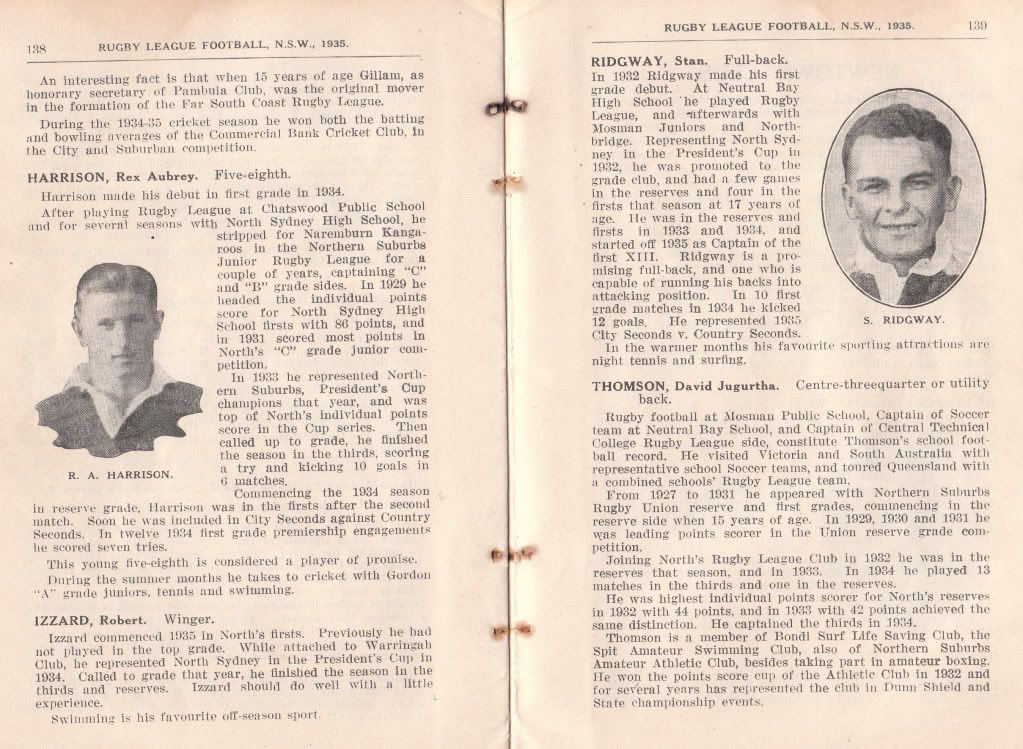 138
RUGBY LEAGUE FOOTBALL, N.S.W., 1935.
An interesting fact is that when 15 years of age Gillam, as
honorary secretary of Pambula Club, was the original mover
in the formation of the Far South Coast Rugby League.
During the 1934-35 cricket season he won both the batting
and bowling averages of the Commercial Bank Cricket Club, in
the City and Suburban competition.
HARRISON, Rex Aubrey. Five-eighth.
Harrison made his debut in first grade in 1934.
After playing Rugby League at Chatswood Public School
and for several seasons with North Sydney High School, he
stripped for Naremburn Kanga-
roos in the Northern Suburbs
Junior Rugby League for a
couple of years, captaining "C"
and "B" grade sides. In 1929 he
headed the individual points
score for North Sydney High
School firsts with 86 points, and
in 1931 scored most points in
North's "C" grade junior com-
petition.
In 1933 he represented North-
ern Suburbs, President's Cup
champions that year, and was
top of North's individual points
score in the Cup series. Then
called up to grade, he finished
the season in the thirds, scoring
a try and kicking 10 goals in
6 matches.
R. A. HARRISON.
Commencing the 1934 season
in reserve grade, Harrison was in the firsts after the second
match. Soon he was included in City Seconds against Country
Seconds. In twelve 1934 first grade premiership engagements
he scored seven tries.
This young five-eighth is considered a player of promise.
During the summer months he takes to cricket with Gordon
"A" grade juniors, tennis and swimming.
IZZARD, Robert. Winger.
Izzard commenced 1935 in North's firsts. Previously he had
not played in the top grade. While attached to Warringah
Club, he represented North Sydney in the President's Cup in
1934. Called to grade that year, he finished the season in the
thirds and reserves. Izzard should do well with a little
experience.
Swimming is his favourite off-season sport.
RUGBY LEAGUE FOOTBALL, N.S.W., 1935.
139
RIDGWAY, Stan. Full-back.
In 1932 Ridgway made his first
grade debut. At Neutral Bay
High School he played Rugby
League, and afterwards with
Mosman Juniors and North-
bridge. Representing North Syd-
ney in the President's Cup in
1932, he was promoted to the
grade club, and had a few games
in the reserves and four in the
firsts that season at 17 years of
age. He was in the reserves and
firsts in 1933 and 1934, and
started off 1935 as Captain of the
first XIII. Ridgway is a pro-
mising full-back, and one who is
capable of running his backs into
attacking position. In 10 first
grade matches in 1934 he kicked
12 goals. He represented 1935
City Seconds v. Country Seconds.
S. RIDGWAY.
In the warmer months his favourite sporting attractions are
night tennis and surfing.
THOMSON, David Jugurtha. Centre-threequarter or utility
back.
Rugby football at Mosman Public School, Captain of Soccer
team at Neutral Bay School, and Captain of Central Technical
College Rugby League side, constitute Thomson's school foot-
ball record. He visited Victoria and South Australia with
representative school Soccer teams, and toured Queensland with
a combined schools' Rugby League team.
From 1927 to 1931 he appeared with Northern Suburbs
Rugby Union reserve and first grades, commencing in the
reserve side when 15 years of age. In 1929, 1930 and 1931 he
was leading points scorer in the Union reserve grade com-
petition.
Joining North's Rugby League Club in 1932 he was in the
reserves that season, and in 1933. In 1934 he played 13
matches in the thirds and one in the reserves.
He was highest individual points scorer for North's reserves
in 1932 with 44 points, and in 1933 with 42 points achieved the
same distinction. He captained the thirds in 1934.
Thomson is a member of Bondi Surf Life Saving Club, the
Spit Amateur Swimming Club, also of Northern Suburbs
Amateur Athletic Club, besides taking part in amateur boxing.
He won the points score cup of the Athletic Club in 1932 and
for several years has represented the club in Dunn Shield and
State championship events.